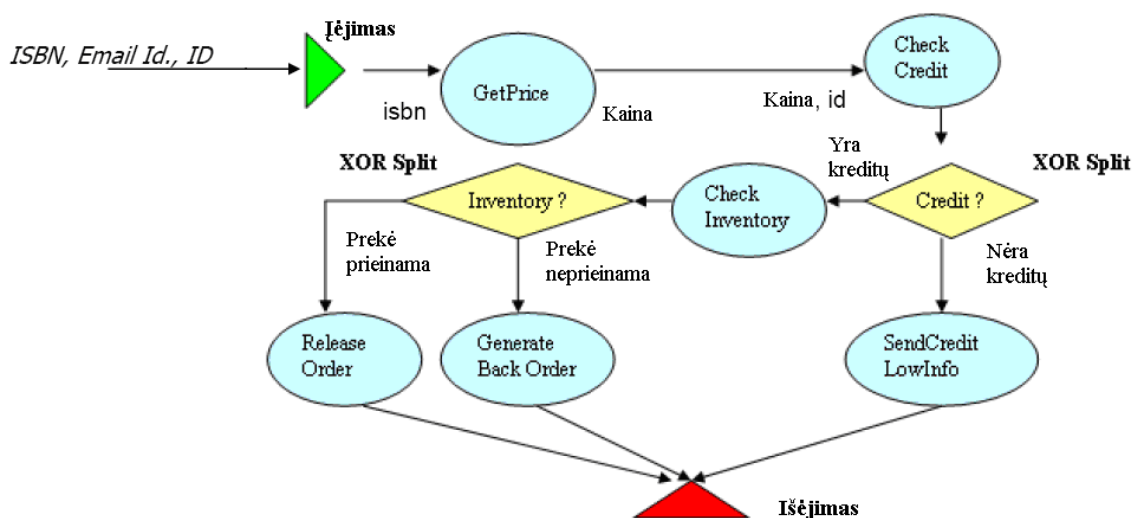 Įėjimas
ISBN, Email Id., ID
Check
Credit
GetPrice
isbn
Kaina
Kaina, id
XOR Split
Yra
kreditų
XOR Split
Inventory ?
Check
Inventory
Credit ?
Prekė
prieinama
Prekė
neprieinama
Nėra
kreditų
Release
Order
Generate
Back Order
SendCredit
LowInfo
Išėjimas